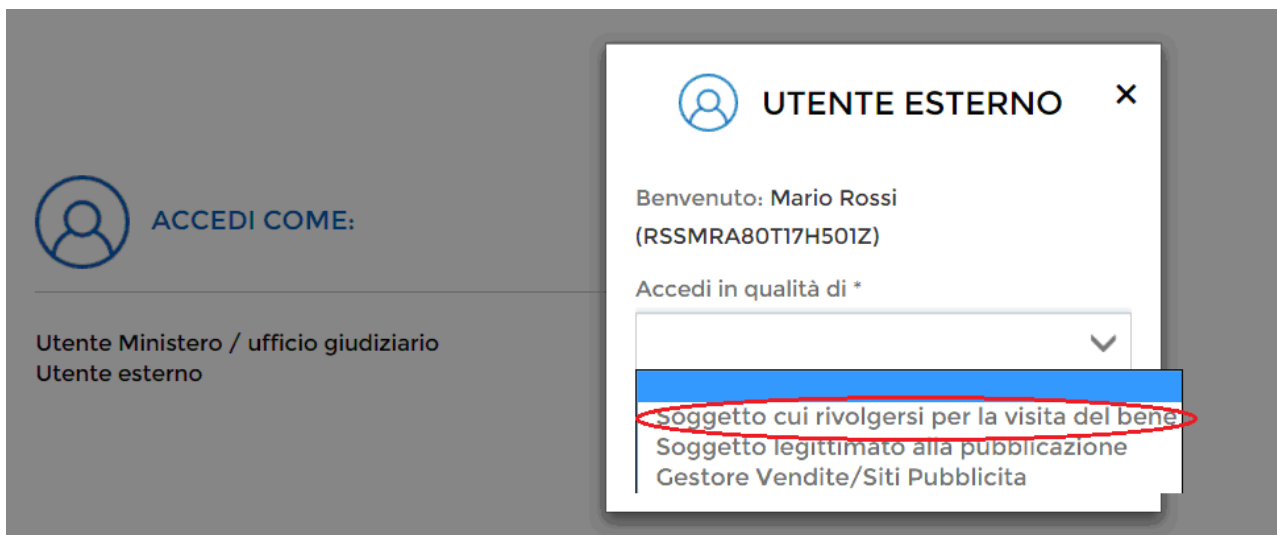 ACCEDI COME:
Utente Ministero / ufficio giudiziario
Utente esterno
UTENTE ESTERNO ×
Benvenuto: Mario Rossi
(RSSMRA80T17H501Z)
Accedi in qualità di *
Soggetto cui rivolgersi per la visita del bene
Soggetto legittimato alla pubblicazione
Gestore Vendite/Siti Pubblicita